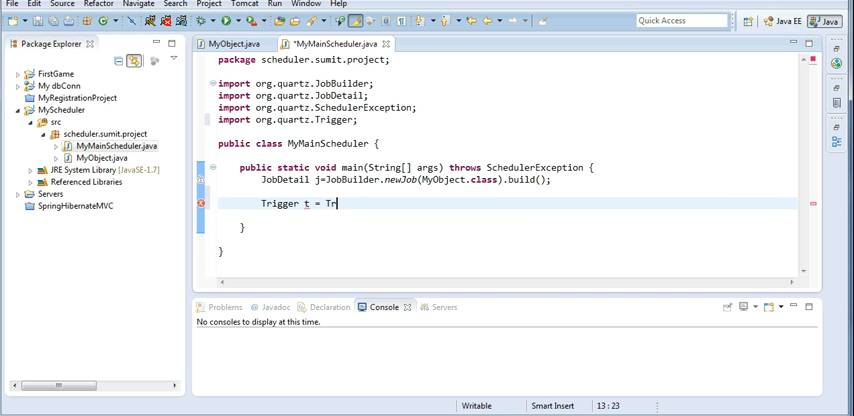 File Edit Source Refactor Navigate Search Project Tomcat Run Window Help
Quick Access
Java EE Java
Package Explorer
FirstGame
My dbConn
MyRegistrationProject
MyScheduler
src
scheduler.sumit.project
MyMainScheduler.java
MyObject.java
JRE System Library [JavaSE-1.7]
Referenced Libraries
Servers
SpringHibernateMVC
MyObject.java *MyMainScheduler.java
package scheduler.sumit.project;
import org.quartz.JobBuilder;
import org.quartz.JobDetail;
import org.quartz.SchedulerException;
import org.quartz.Trigger;
public class MyMainScheduler {
public static void main(String[] args) throws SchedulerException {
JobDetail j=JobBuilder.newJob(MyObject.class).build();
Trigger t = Tr
}
}
Problems Javadoc Declaration Console Servers
No consoles to display at this time.
Writable Smart Insert 13 : 23